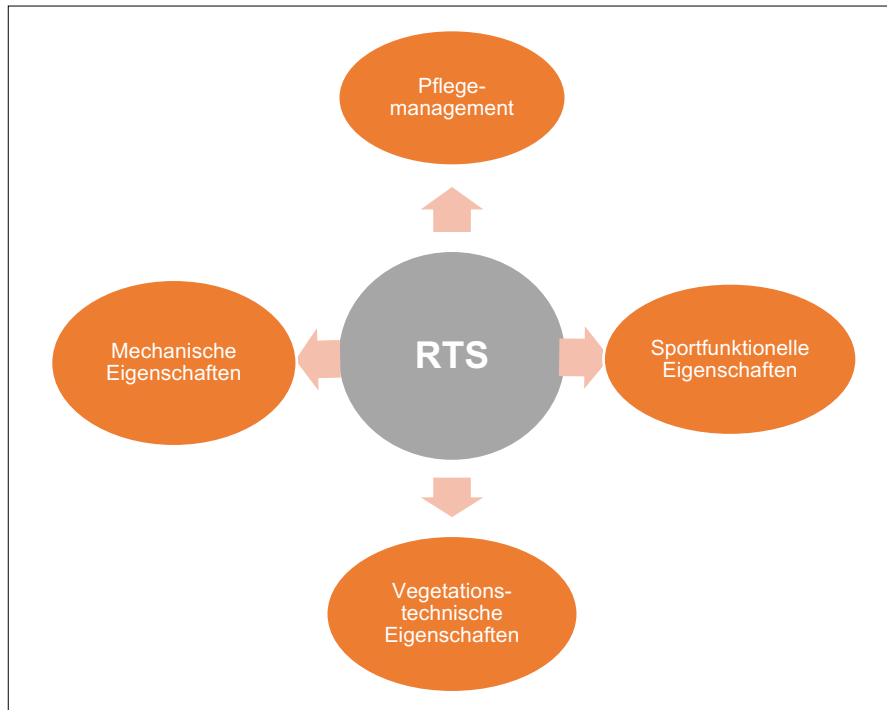 Pflege-
management
Mechanische
Eigenschaften
RTS
Sportfunktionelle
Eigenschaften
Vegetations-
technische
Eigenschaften